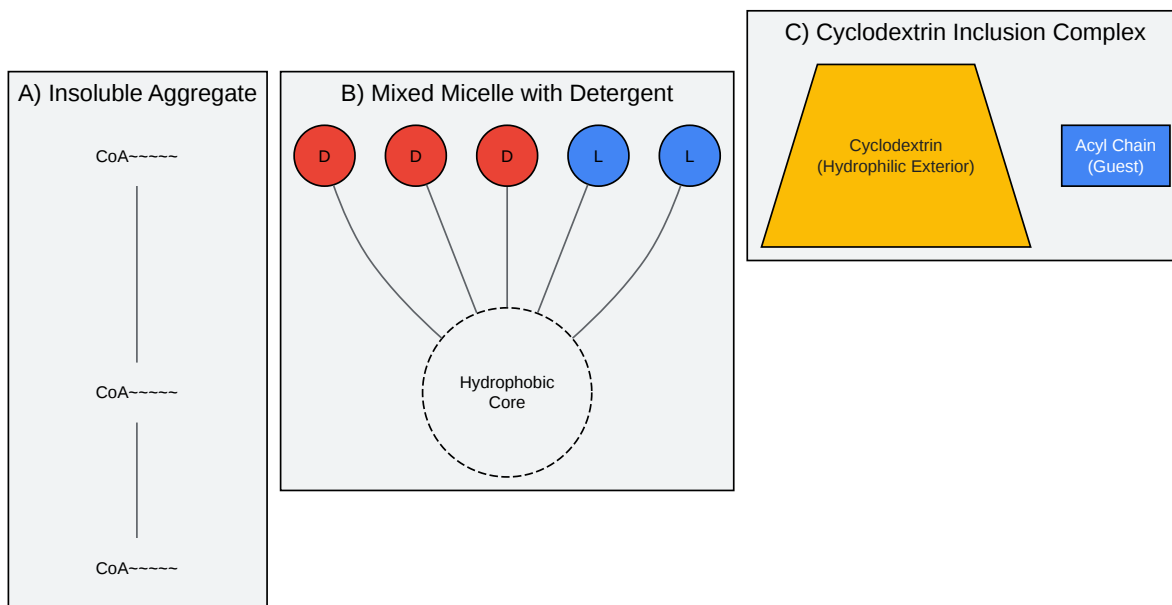 A) Insoluble Aggregate
CoA~~~~~
CoA~~~~~
CoA~~~~~
B) Mixed Micelle with Detergent
D
D
D
L
L
Hydrophobic
Core
C) Cyclodextrin Inclusion Complex
Cyclodextrin
(Hydrophilic Exterior)
Acyl Chain
(Guest)